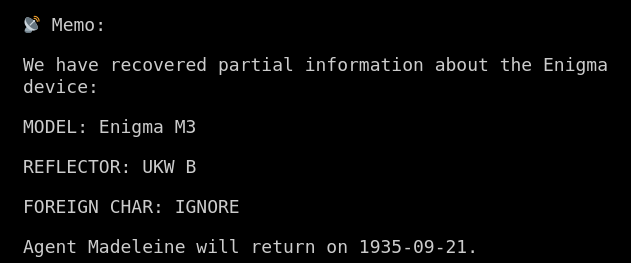 📡 Memo:
We have recovered partial information about the Enigma
device:
MODEL: Enigma M3
REFLECTOR: UKW B
FOREIGN CHAR: IGNORE
Agent Madeleine will return on 1935-09-21.